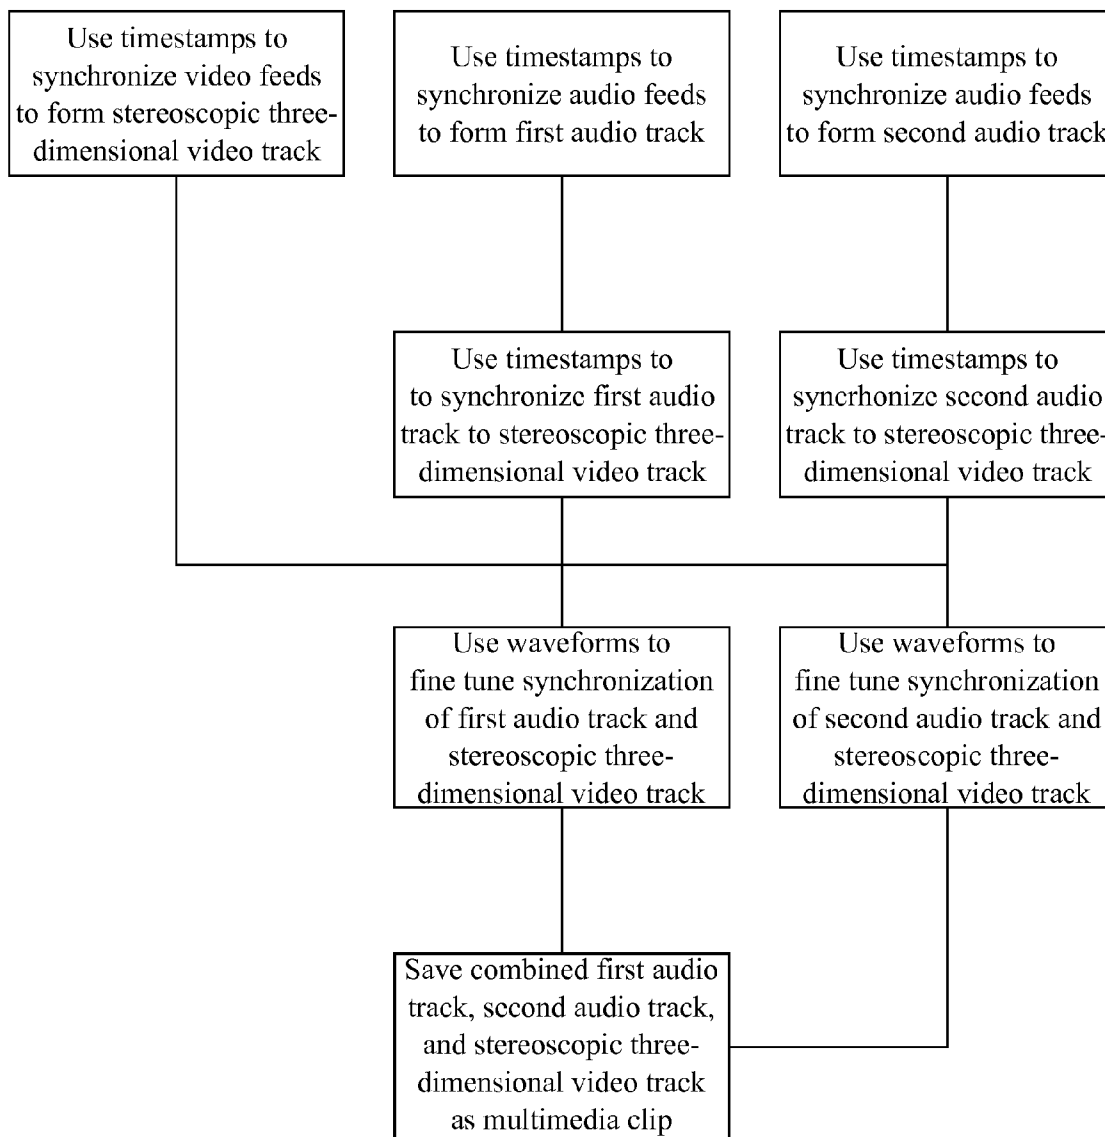 Use timestamps to
synchronize video feeds
to form stereoscopic three-
dimensional video track
Use timestamps to
synchronize audio feeds
to form first audio track
Use timestamps to
synchronize audio feeds
to form second audio track
Use timestamps to
to synchronize first audio
track to stereoscopic three-
dimensional video track
Use timestamps to
syncrhonize second audio
track to stereoscopic three-
dimensional video track
Use waveforms to
fine tune synchronization
of first audio track and
stereoscopic three-
dimensional video track
Use waveforms to
fine tune synchronization
of second audio track and
stereoscopic three-
dimensional video track
Save combined first audio
track, second audio track,
and stereoscopic three-
dimensional video track
as multimedia clip